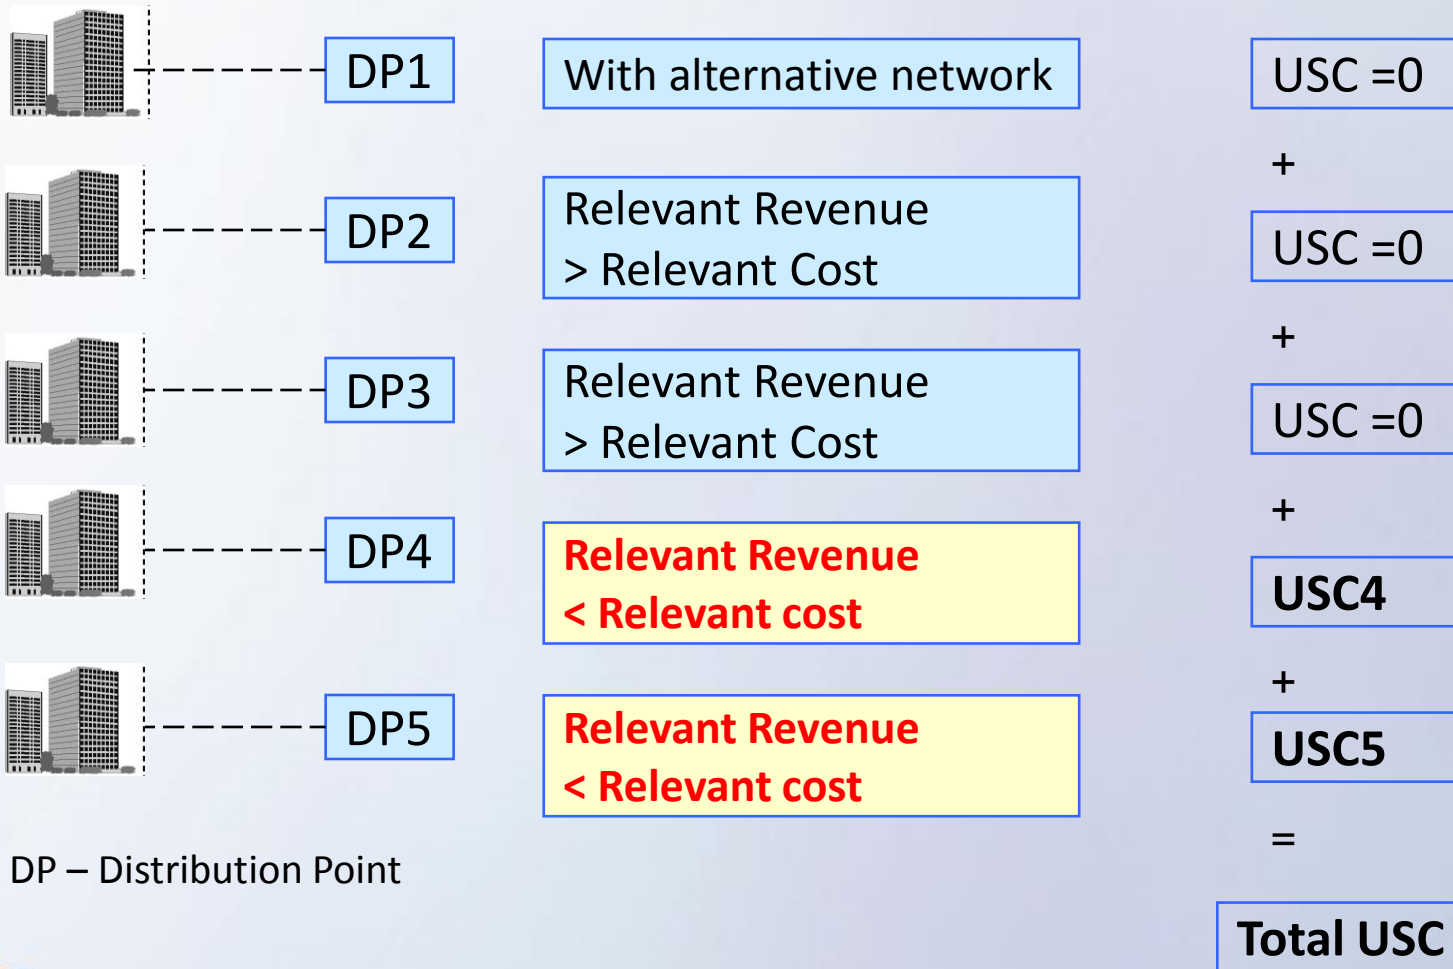 DP1 With alternative network USC =0
+
DP2 Relevant Revenue
> Relevant Cost USC =0
+
DP3 Relevant Revenue
> Relevant Cost USC =0
+
DP4 Relevant Revenue
< Relevant cost USC4
+
DP5 Relevant Revenue
< Relevant cost USC5
=
DP – Distribution Point
Total USC